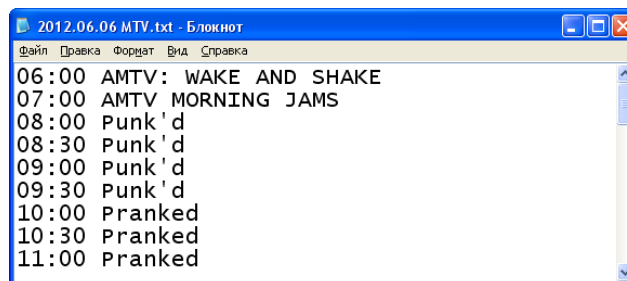 2012.06.06 MTV.txt - Блокнот
Файл Правка Формат Вид Справка
06:00 AMTV: WAKE AND SHAKE
07:00 AMTV MORNING JAMS
08:00 Punk'd
08:30 Punk'd
09:00 Punk'd
09:30 Punk'd
10:00 Pranked
10:30 Pranked
11:00 Pranked